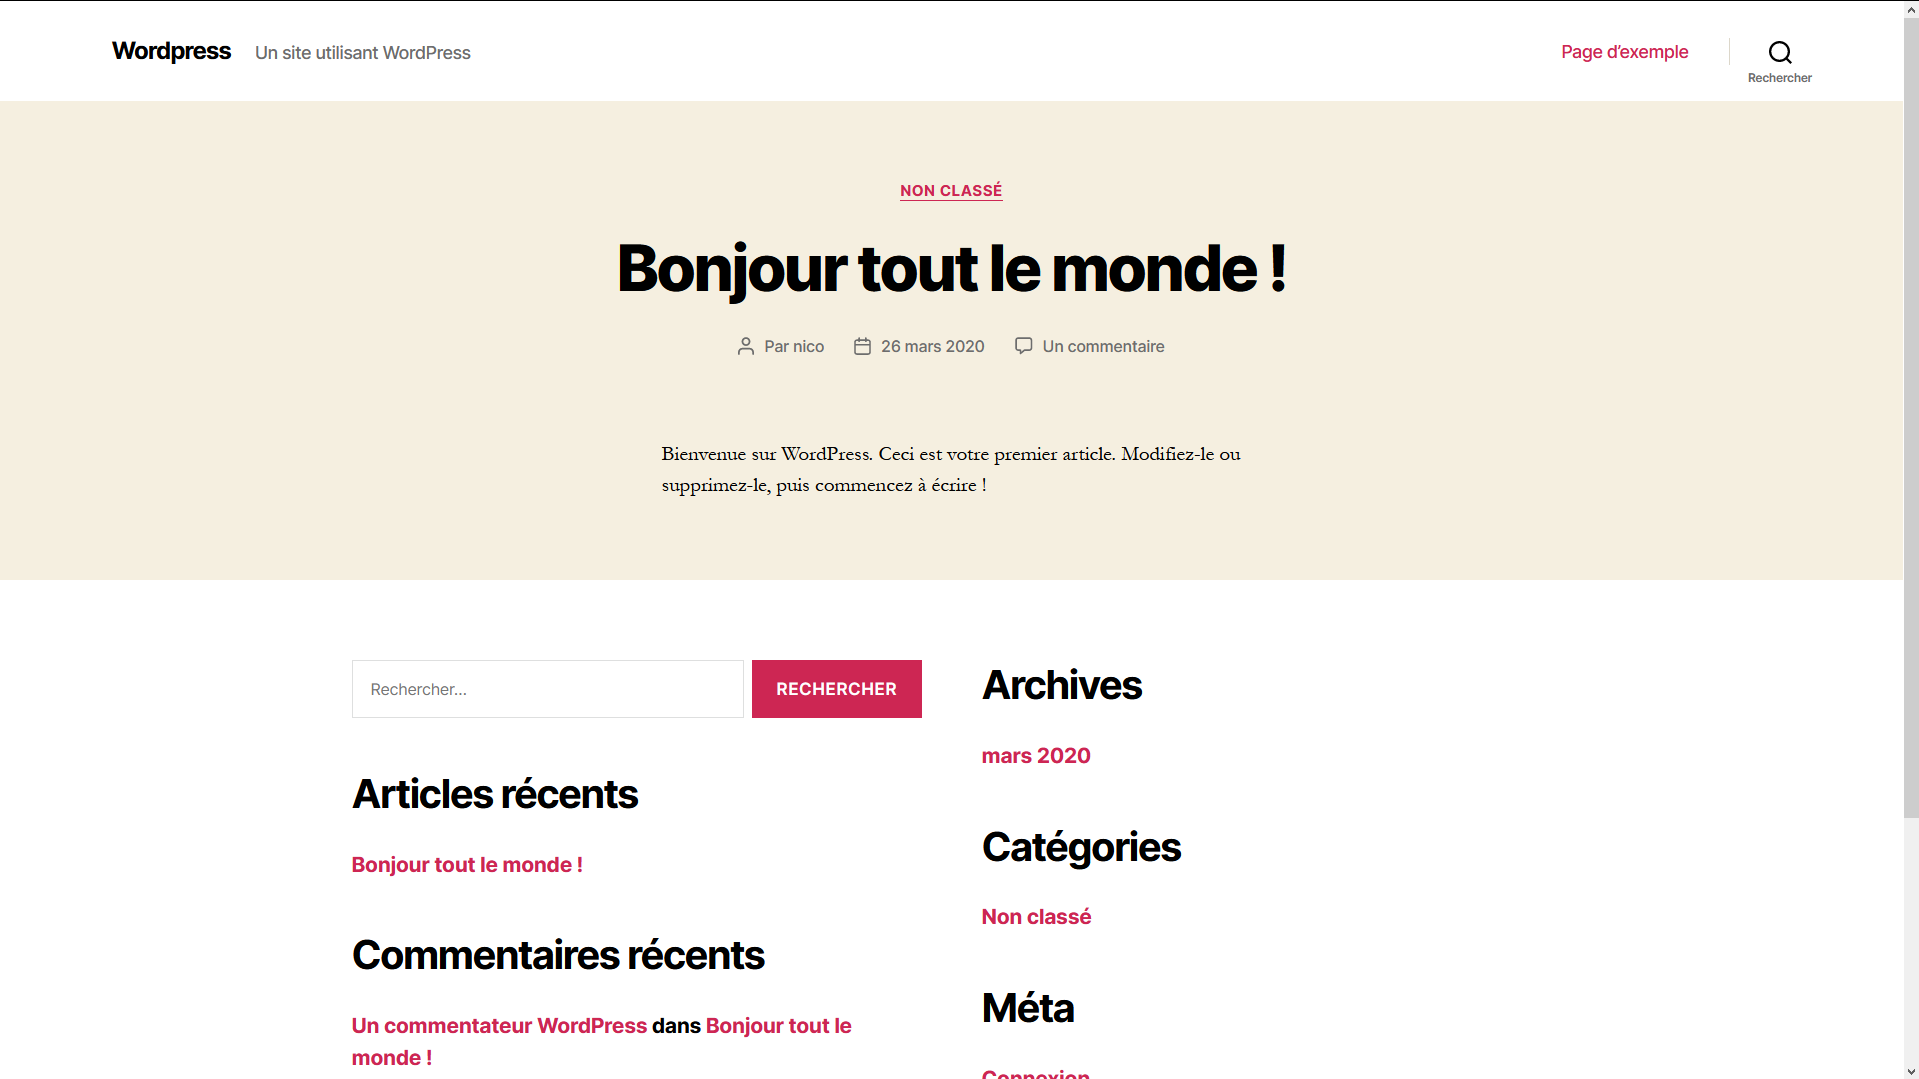 Wordpress
Un site utilisant WordPress
Page d’exemple
Rechercher
NON CLASSÉ
Bonjour tout le monde !
Par nico
26 mars 2020
Un commentaire
Bienvenue sur WordPress. Ceci est votre premier article. Modifiez-le ou
supprimez-le, puis commencez à écrire !
Rechercher…
RECHERCHER
Articles récents
Bonjour tout le monde !
Commentaires récents
Un commentateur WordPress dans Bonjour tout le
monde !
Archives
mars 2020
Catégories
Non classé
Méta
Connexion